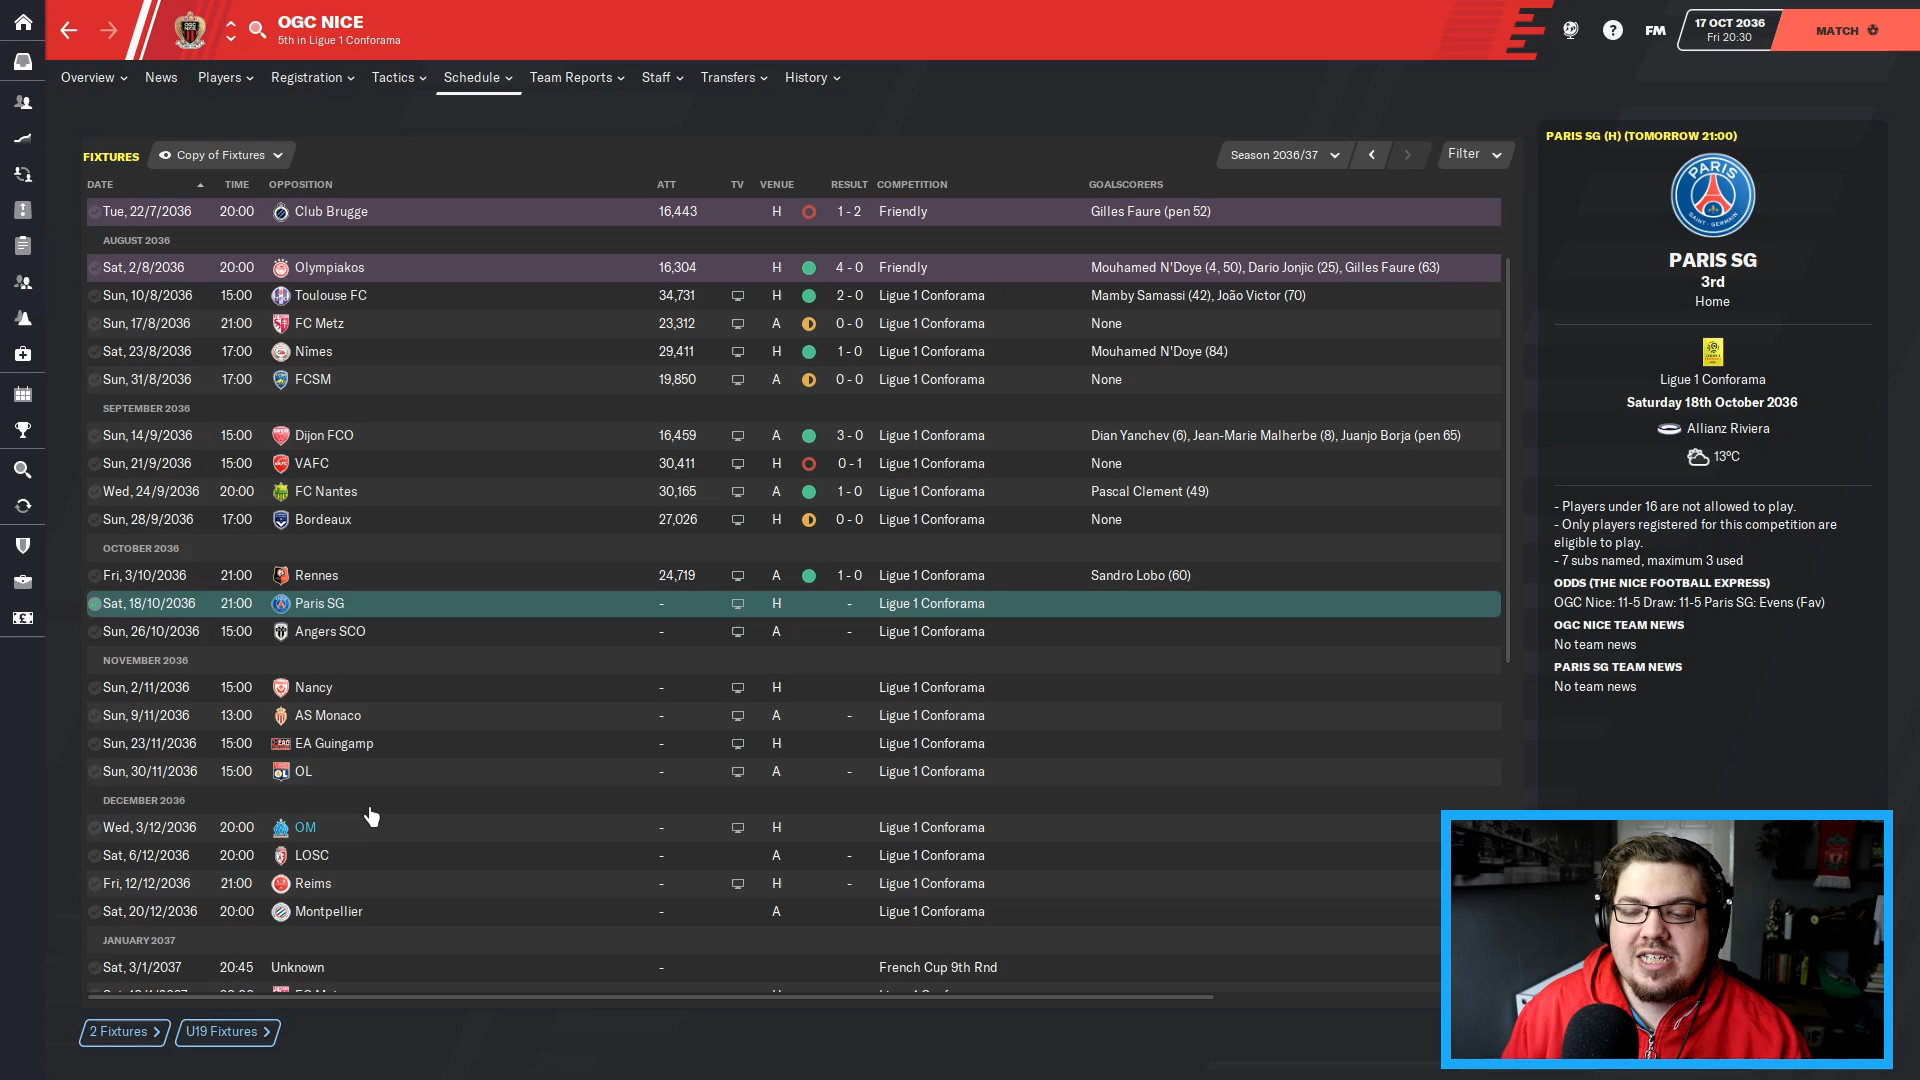 OGC NICE
5th in Ligue 1 Conforama
FM
17 OCT 2036
Fri 20:30
MATCH
Overview News Players Registration Tactics Schedule Team Reports Staff Transfers History
FIXTURES Copy of Fixtures Season 2036/37 Filter
DATE TIME OPPOSITION ATT TV VENUE RESULT COMPETITION GOALSCORERS
Tue, 22/7/2036 20:00 Club Brugge 16,443 H 1 - 2 Friendly Gilles Faure (pen 52)
AUGUST 2036
Sat, 2/8/2036 20:00 Olympiakos 16,304 H 4 - 0 Friendly Mouhamed N'Doye (4, 50), Dario Jonjic (25), Gilles Faure (63)
Sun, 10/8/2036 15:00 Toulouse FC 34,731 H 2 - 0 Ligue 1 Conforama Mamby Samassi (42), João Victor (70)
Sun, 17/8/2036 21:00 FC Metz 23,312 A 0 - 0 Ligue 1 Conforama None
Sat, 23/8/2036 17:00 Nîmes 29,411 H 1 - 0 Ligue 1 Conforama Mouhamed N'Doye (84)
Sun, 31/8/2036 17:00 FCSM 19,850 A 0 - 0 Ligue 1 Conforama None
SEPTEMBER 2036
Sun, 14/9/2036 15:00 Dijon FCO 16,459 A 3 - 0 Ligue 1 Conforama Dian Yanchev (6), Jean-Marie Malherbe (8), Juanjo Borja (pen 65)
Sun, 21/9/2036 15:00 VAFC 30,411 H 0 - 1 Ligue 1 Conforama None
Wed, 24/9/2036 20:00 FC Nantes 30,165 A 1 - 0 Ligue 1 Conforama Pascal Clement (49)
Sun, 28/9/2036 17:00 Bordeaux 27,026 H 0 - 0 Ligue 1 Conforama None
OCTOBER 2036
Fri, 3/10/2036 21:00 Rennes 24,719 A 1 - 0 Ligue 1 Conforama Sandro Lobo (60)
Sat, 18/10/2036 21:00 Paris SG - H - Ligue 1 Conforama
Sun, 26/10/2036 15:00 Angers SCO - A - Ligue 1 Conforama
NOVEMBER 2036
Sun, 2/11/2036 15:00 Nancy - H Ligue 1 Conforama
Sun, 9/11/2036 13:00 AS Monaco - A - Ligue 1 Conforama
Sun, 23/11/2036 15:00 EA Guingamp - H Ligue 1 Conforama
Sun, 30/11/2036 15:00 OL - A - Ligue 1 Conforama
DECEMBER 2036
Wed, 3/12/2036 20:00 OM - H Ligue 1 Conforama
Sat, 6/12/2036 20:00 LOSC - A - Ligue 1 Conforama
Fri, 12/12/2036 21:00 Reims - H - Ligue 1 Conforama
Sat, 20/12/2036 20:00 Montpellier - A Ligue 1 Conforama
JANUARY 2037
Sat, 3/1/2037 20:45 Unknown - French Cup 9th Rnd
2 Fixtures U19 Fixtures
PARIS SG (H) (TOMORROW 21:00)
PARIS
SAINT-GERMAIN
PARIS SG
3rd
Home
Ligue 1 Conforama
Saturday 18th October 2036
Allianz Riviera
13°C
- Players under 16 are not allowed to play.
- Only players registered for this competition are
eligible to play.
- 7 subs named, maximum 3 used
ODDS (THE NICE FOOTBALL EXPRESS)
OGC Nice: 11-5 Draw: 11-5 Paris SG: Evens (Fav)
OGC NICE TEAM NEWS
No team news
PARIS SG TEAM NEWS
No team news